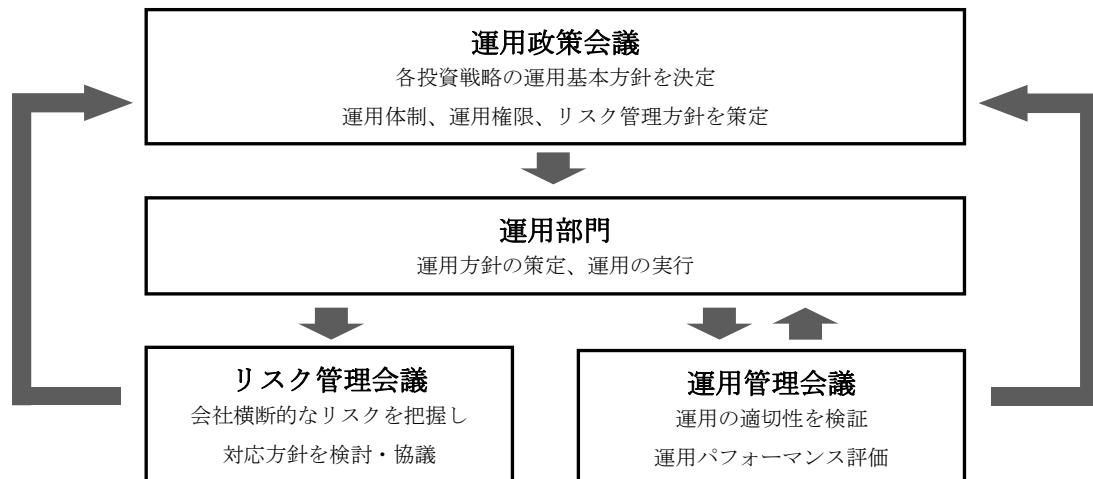 運用政策会議
各投資戦略の運用基本方針を決定
運用体制、運用権限、リスク管理方針を策定
運用部門
運用方針の策定、運用の実行
リスク管理会議
会社横断的なリスクを把握し
対応方針を検討・協議
運用管理会議
運用の適切性を検証
運用パフォーマンス評価